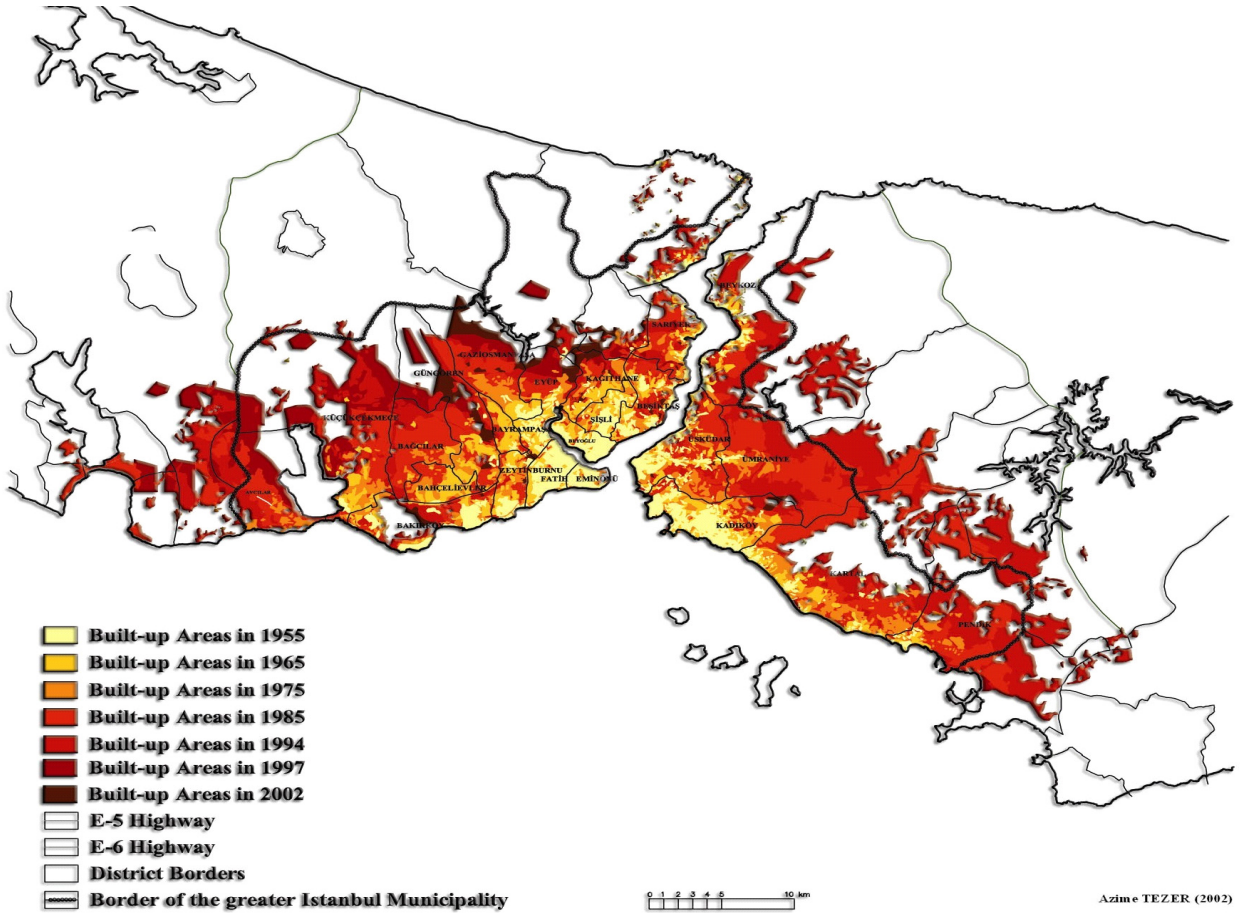 BEYKOZ
SARIYER
GAZIOSMANPAŞA
GÜNGÖREN
EYÜP
KAGITHANE
BEŞİKTAŞ
KÜÇÜKÇEKMECE
ŞİŞLİ
BAYRAMPAŞA
BEYOĞLU
BAĞCILAR
ÜSKÜDAR
ÜMRANİYE
ZEYTİNBURNU
FATİH EMİNÖNÜ
BAHÇELİEVLER
AVCILAR
BAKIRKÖY
KADIKÖY
KARTAL
PENDİK
Built-up Areas in 1955
Built-up Areas in 1965
Built-up Areas in 1975
Built-up Areas in 1985
Built-up Areas in 1994
Built-up Areas in 1997
Built-up Areas in 2002
E-5 Highway
E-6 Highway
District Borders
Border of the greater Istanbul Municipality
0 1 2 3 4 5 10 km
Azime TEZER (2002)